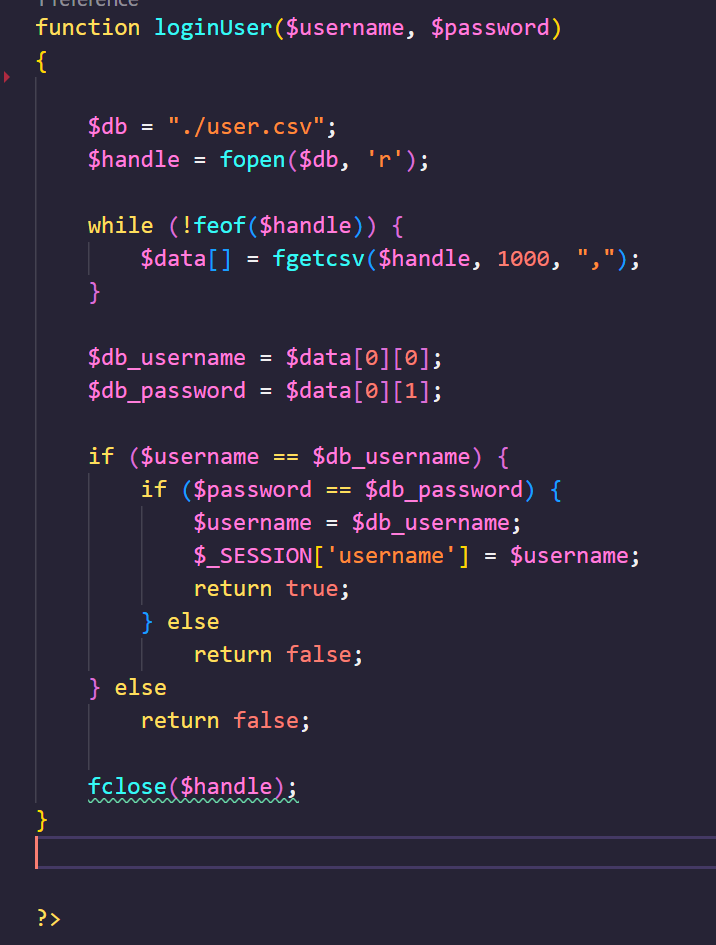 1 reference
function loginUser($username, $password)
{
$db = "./user.csv";
$handle = fopen($db, 'r');
while (!feof($handle)) {
$data[] = fgetcsv($handle, 1000, ",");
}
$db_username = $data[0][0];
$db_password = $data[0][1];
if ($username == $db_username) {
if ($password == $db_password) {
$username = $db_username;
$_SESSION['username'] = $username;
return true;
} else
return false;
} else
return false;
fclose($handle);
}
?>